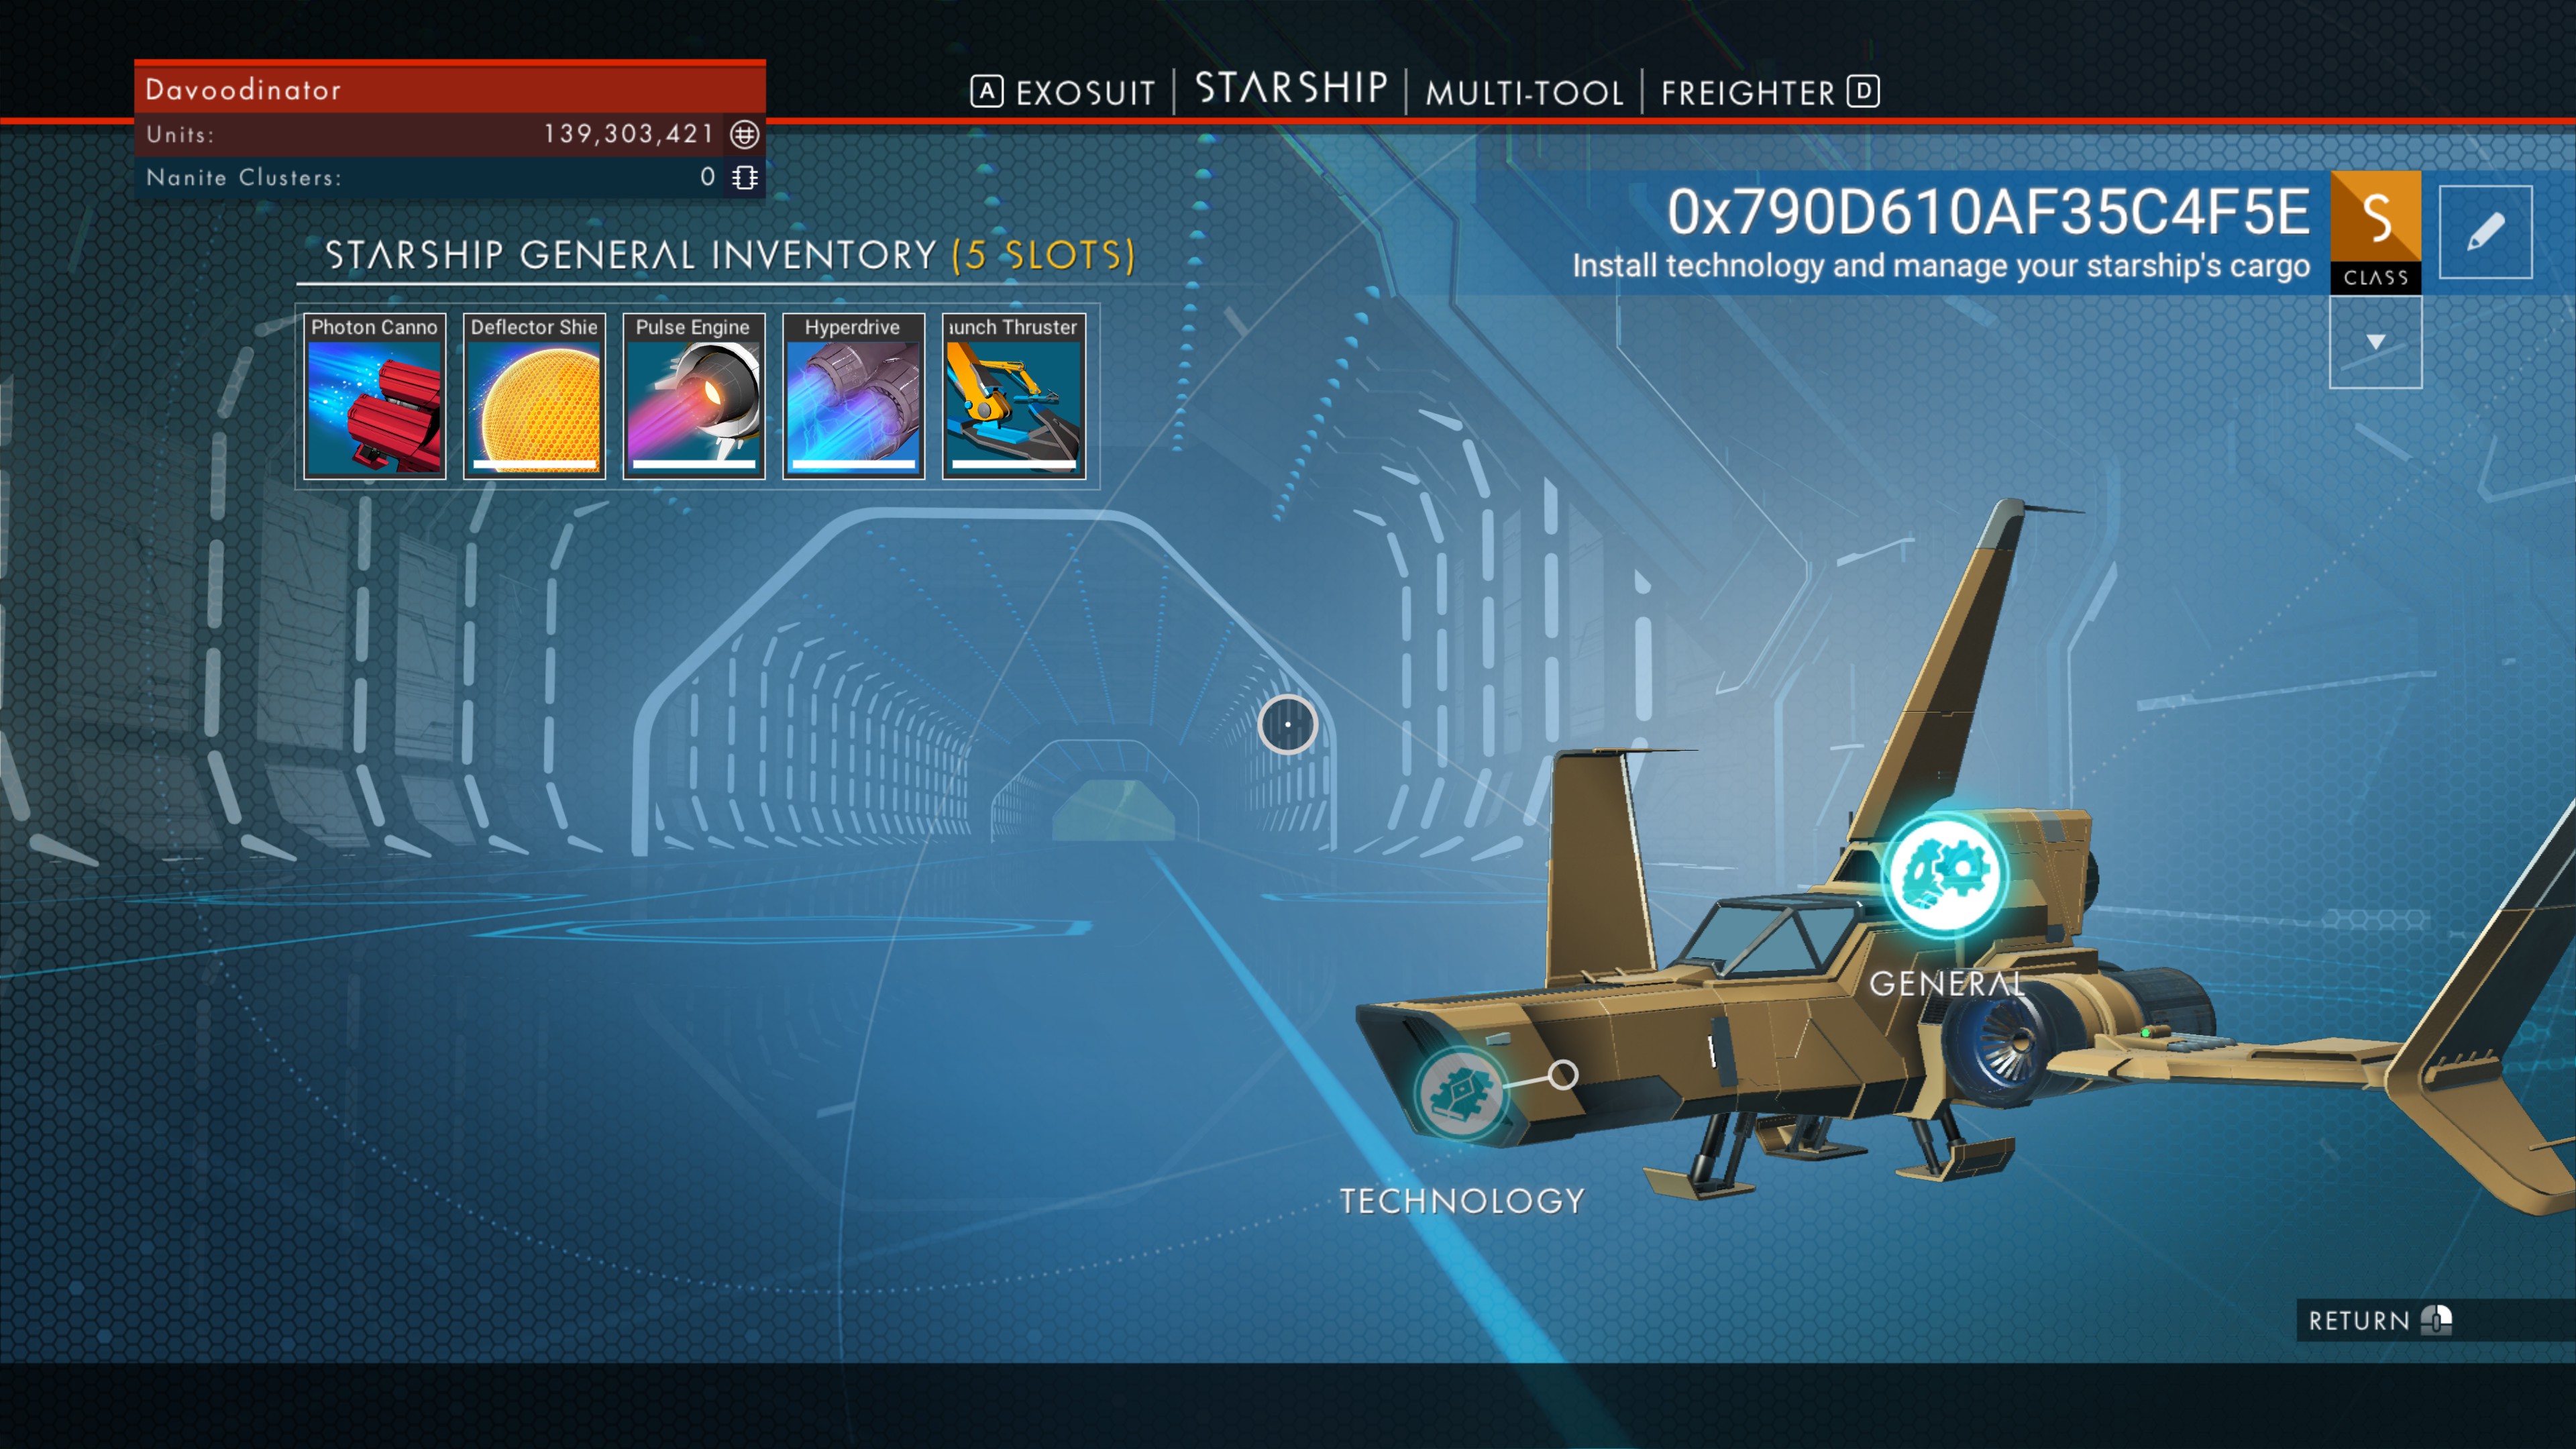 Davoodinator
Units: 139,303,421
Nanite Clusters: 0
A EXOSUIT STARSHIP MULTI-TOOL FREIGHTER D
STARSHIP GENERAL INVENTORY (5 SLOTS)
0x790D610AF35C4F5E
Install technology and manage your starship's cargo
S
CLASS
Photon Canno Deflector Shie Pulse Engine Hyperdrive aunch Thruster
GENERAL
TECHNOLOGY
RETURN